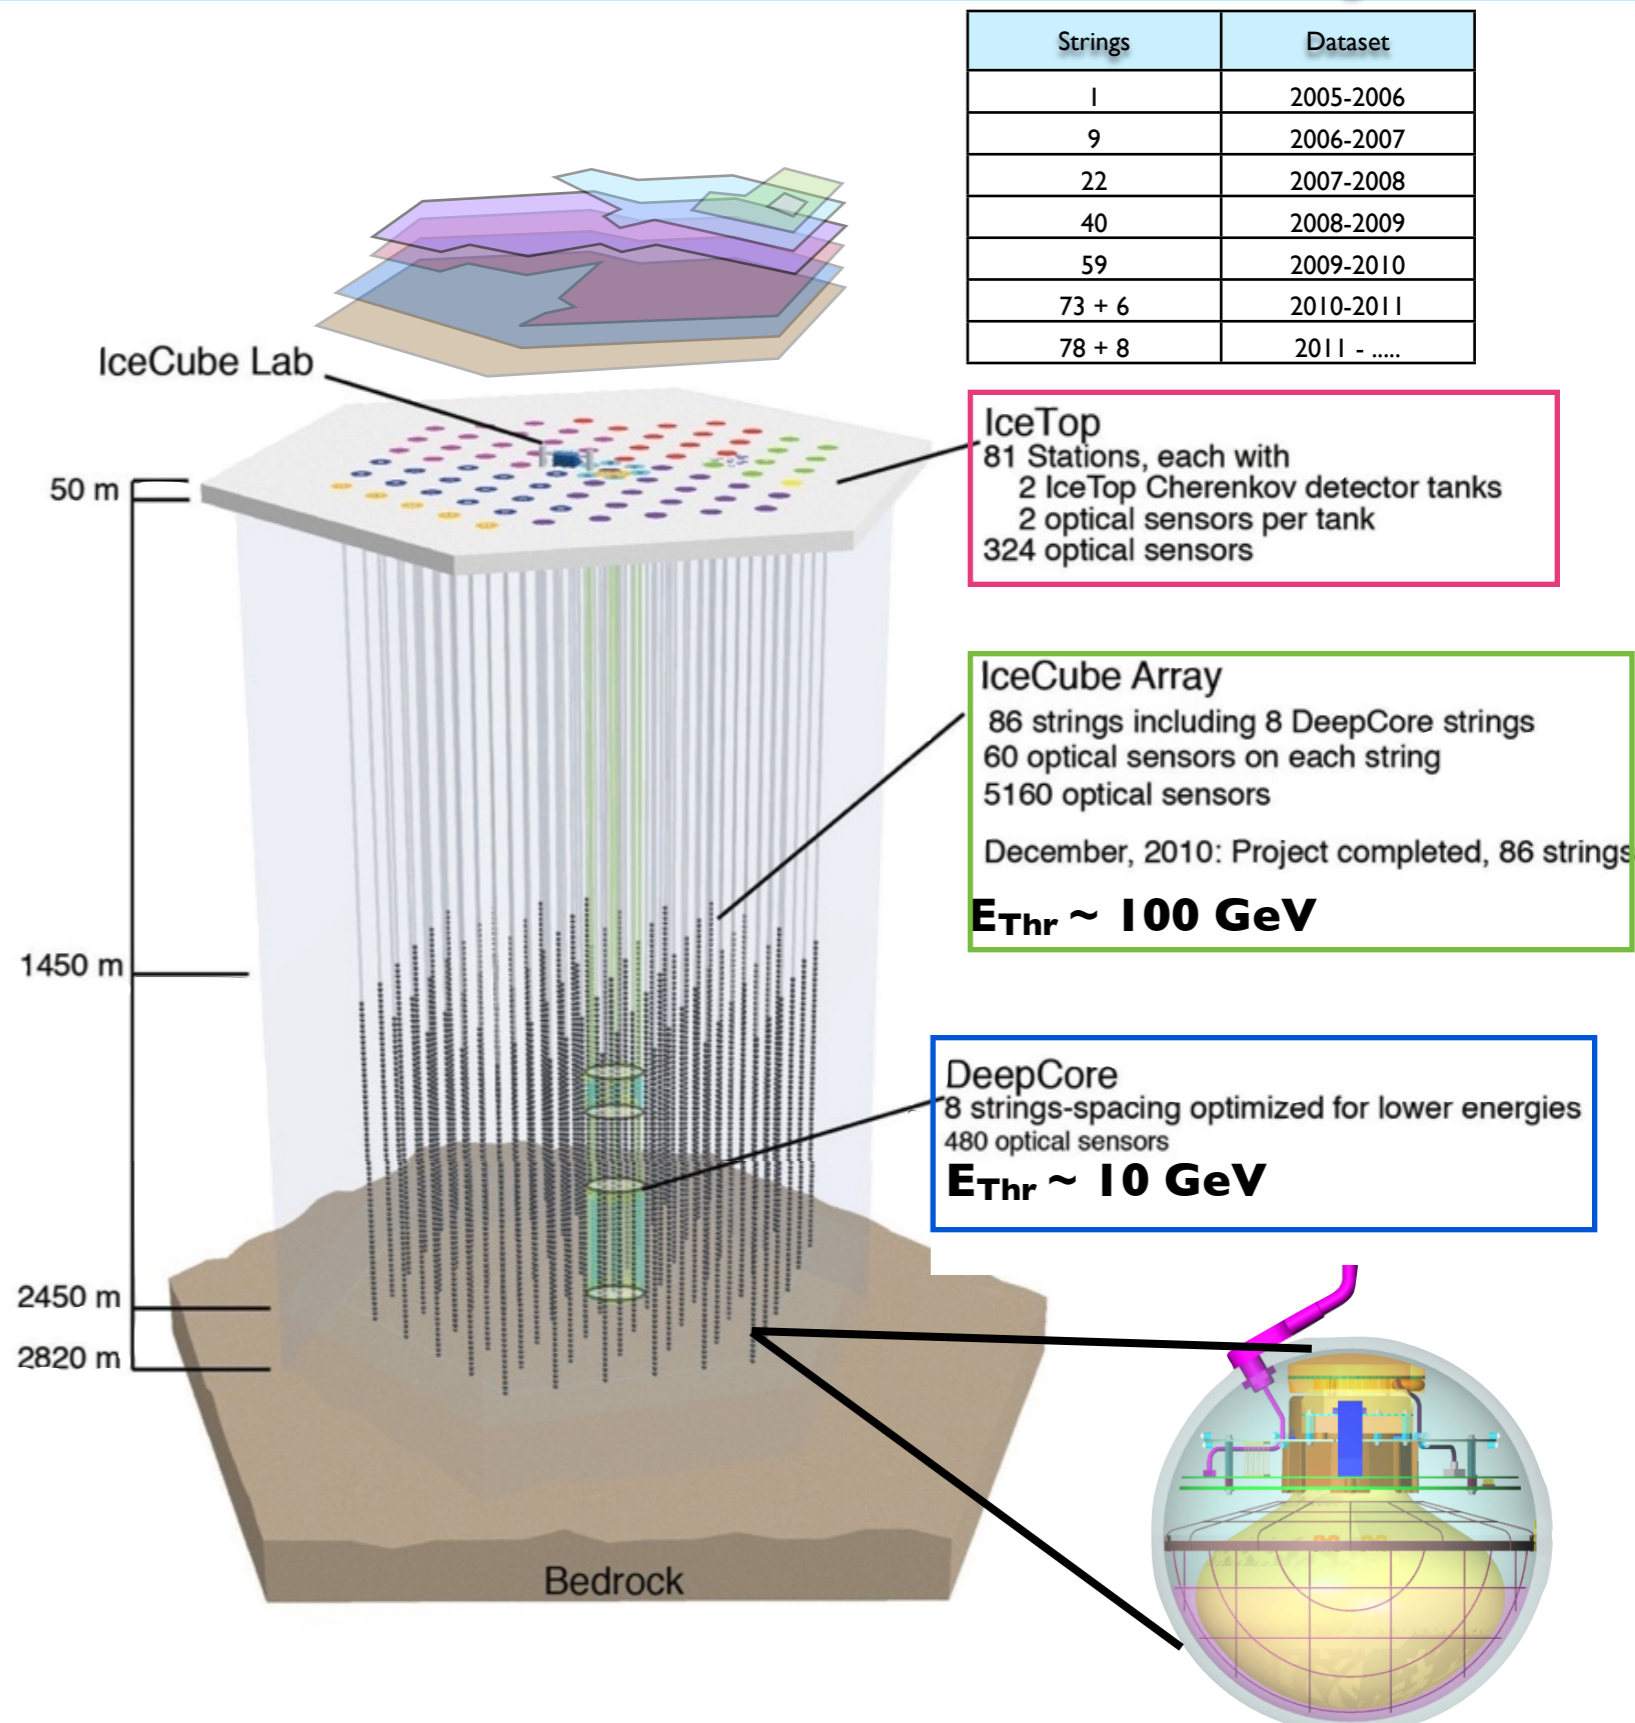 Strings Dataset
1 2005-2006
9 2006-2007
22 2007-2008
40 2008-2009
59 2009-2010
73 + 6 2010-2011
78 + 8 2011 - .....
IceCube Lab
50 m
1450 m
2450 m
2820 m
IceTop
81 Stations, each with
2 IceTop Cherenkov detector tanks
2 optical sensors per tank
324 optical sensors
IceCube Array
86 strings including 8 DeepCore strings
60 optical sensors on each string
5160 optical sensors
December, 2010: Project completed, 86 strings
EThr ~ 100 GeV
DeepCore
8 strings-spacing optimized for lower energies
480 optical sensors
EThr ~ 10 GeV
Bedrock